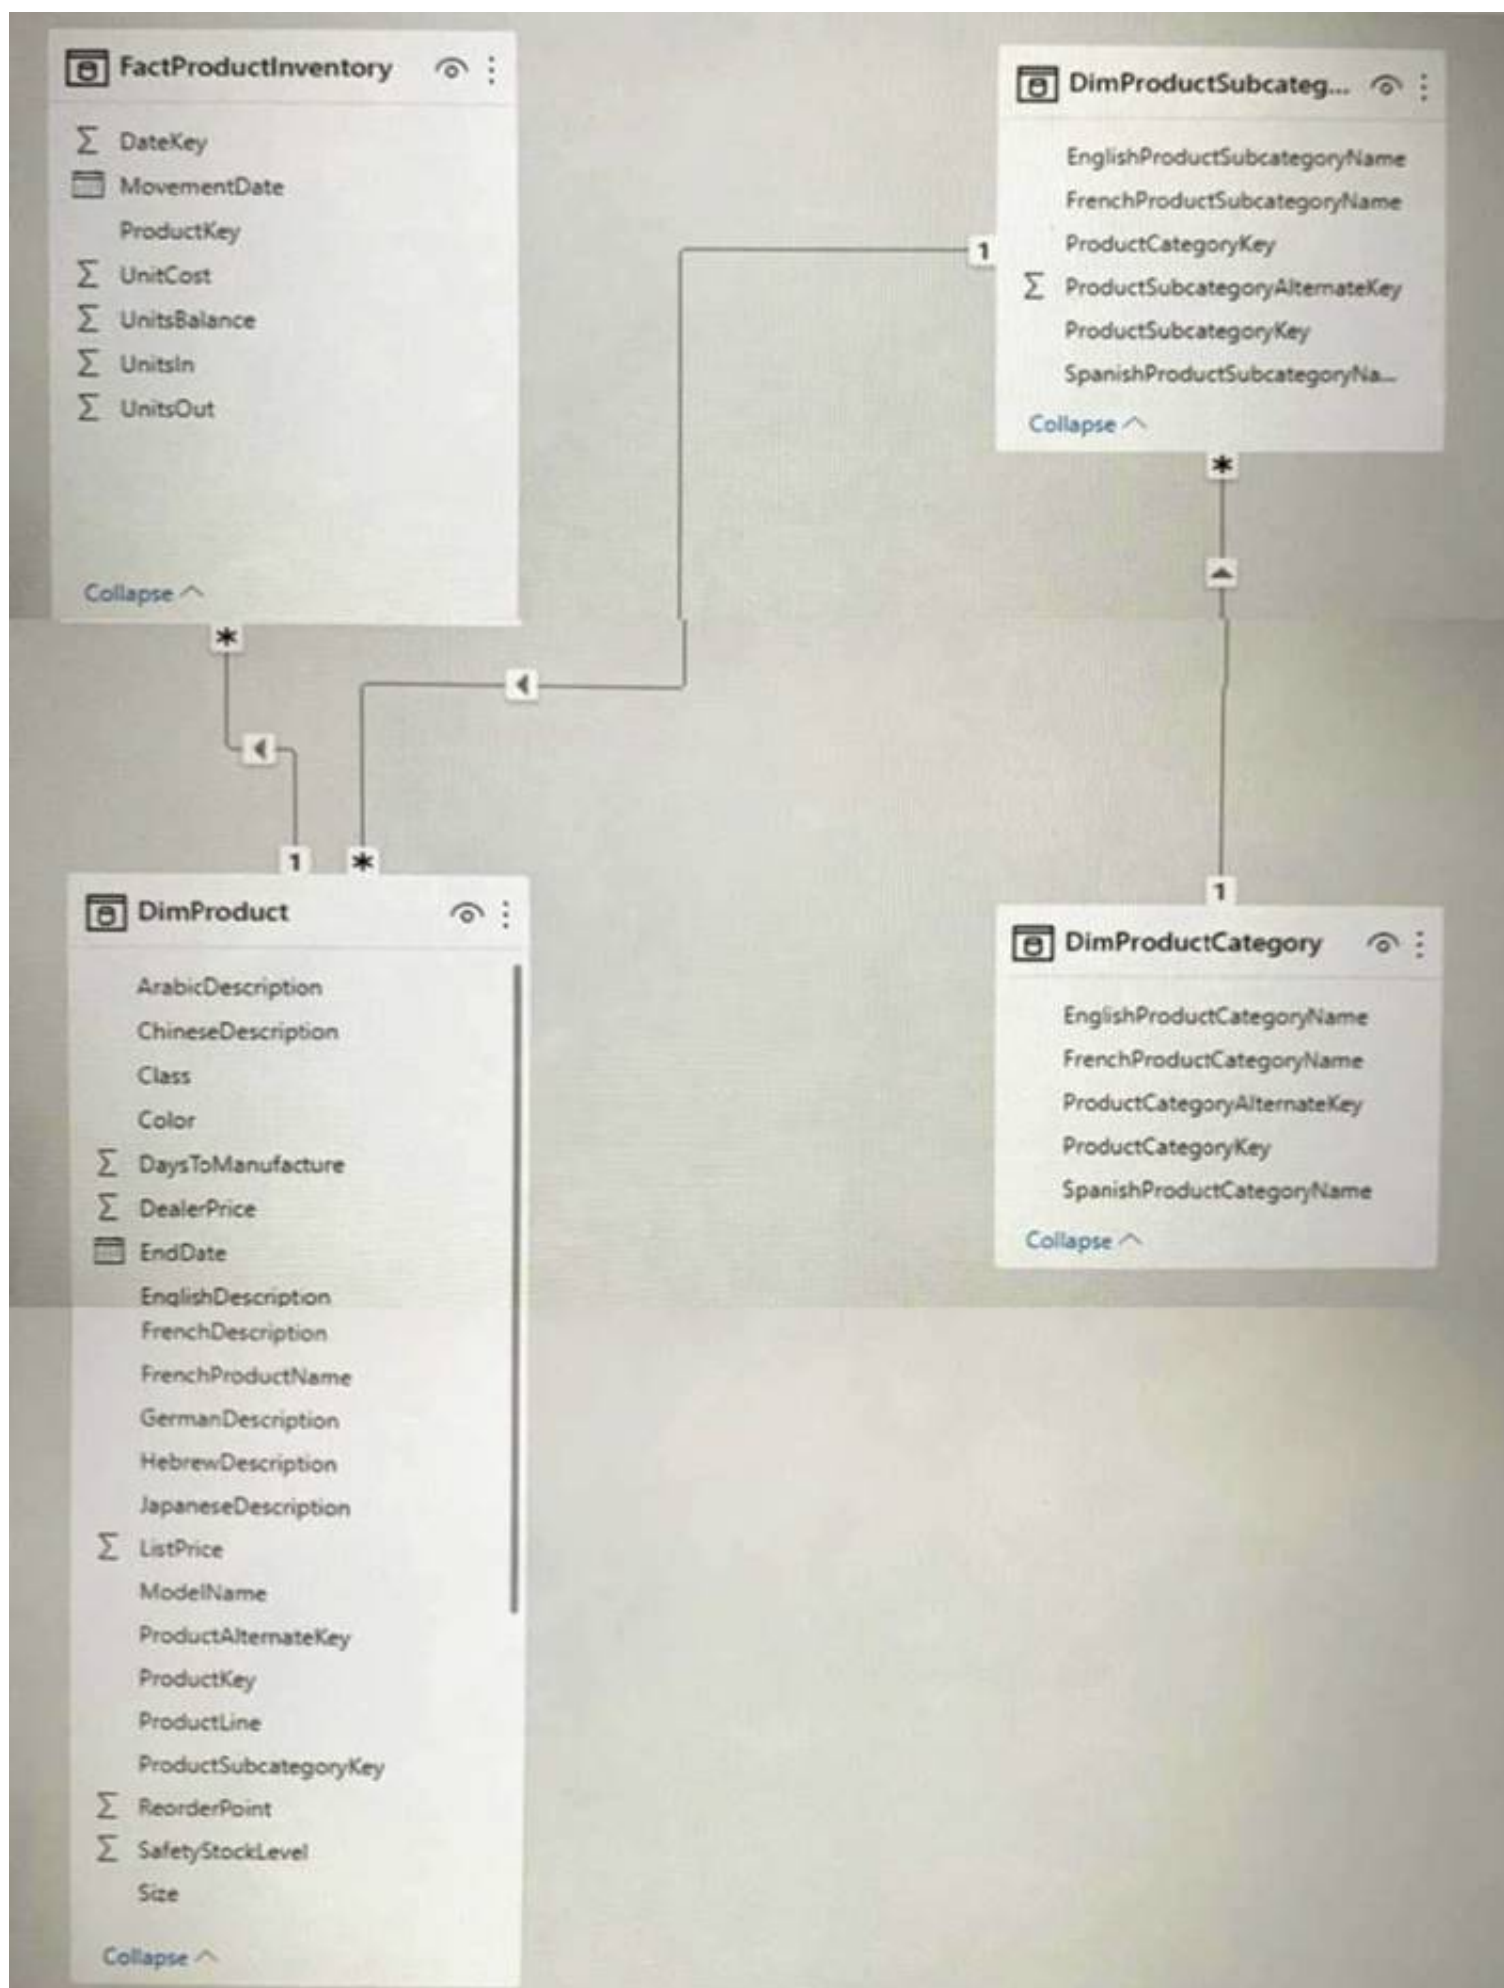 FactProductInventory
DateKey
MovementDate
ProductKey
UnitCost
UnitsBalance
UnitsIn
UnitsOut
Collapse
DimProductSubcateg...
EnglishProductSubcategoryName
FrenchProductSubcategoryName
ProductCategoryKey
ProductSubcategoryAlternateKey
ProductSubcategoryKey
SpanishProductSubcategoryNa...
Collapse
1
*
*
1
*
1
DimProduct
ArabicDescription
ChineseDescription
Class
Color
DaysToManufacture
DealerPrice
EndDate
EnglishDescription
FrenchDescription
FrenchProductName
GermanDescription
HebrewDescription
JapaneseDescription
ListPrice
ModelName
ProductAlternateKey
ProductKey
ProductLine
ProductSubcategoryKey
ReorderPoint
SafetyStockLevel
Size
Collapse
DimProductCategory
EnglishProductCategoryName
FrenchProductCategoryName
ProductCategoryAlternateKey
ProductCategoryKey
SpanishProductCategoryName
Collapse